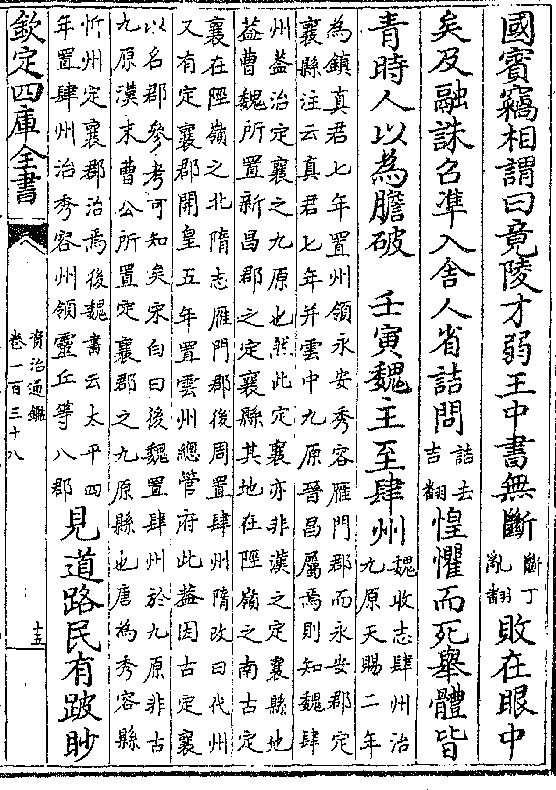 國賓竊相謂曰竟陵才弱王中書無斷斷丁亂翻敗在眼中
矣及融誅召凖入舍人省詰問詰去吉翻惶懼而死舉體皆
青時人以為膽破　壬寅魏主至肆州魏收志肆州治九原天賜二年
為鎮真君七年置州領永安秀容雁門郡而永安郡定
襄縣注云真君七年并雲中九原晉昌屬焉則知魏肆
州蓋治定襄之九原也然此定襄亦非漢之定襄縣地
蓋曹魏所置新昌郡之定襄縣其地在陘嶺之南古定
襄在陘嶺之北隋志雁門郡後周置肆州隋改曰代州
又有定襄郡開皇五年置雲州總管府此蓋因古定襄
以名郡參考可知矣宋白曰後魏置肆州於九原非古
九原漢末曹公所置定襄郡之九原縣也唐為秀容縣
忻州定襄郡治焉後魏書云太平四年置肆州治秀容州領靈丘等八郡見道路民有跛眇
欽定四庫全書
資治通鑑
卷一百三十八
十五